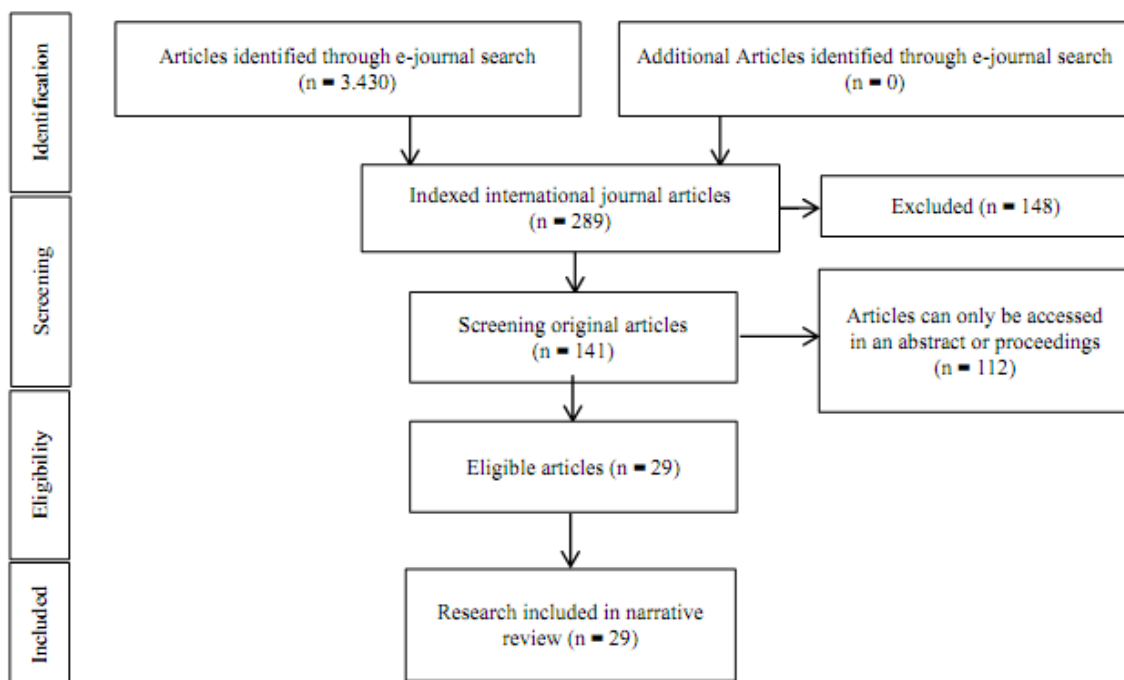 Identification
Articles identified through e-journal search
(n = 3.430)
Additional Articles identified through e-journal search
(n = 0)
Indexed international journal articles
(n = 289)
Excluded (n = 148)
Screening
Screening original articles
(n = 141)
Articles can only be accessed
in an abstract or proceedings
(n = 112)
Eligibility
Eligible articles (n = 29)
Included
Research included in narrative
review (n = 29)